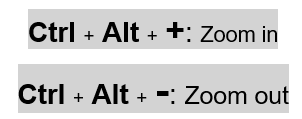 Ctrl + Alt + +: Zoom in
Ctrl + Alt + -: Zoom out